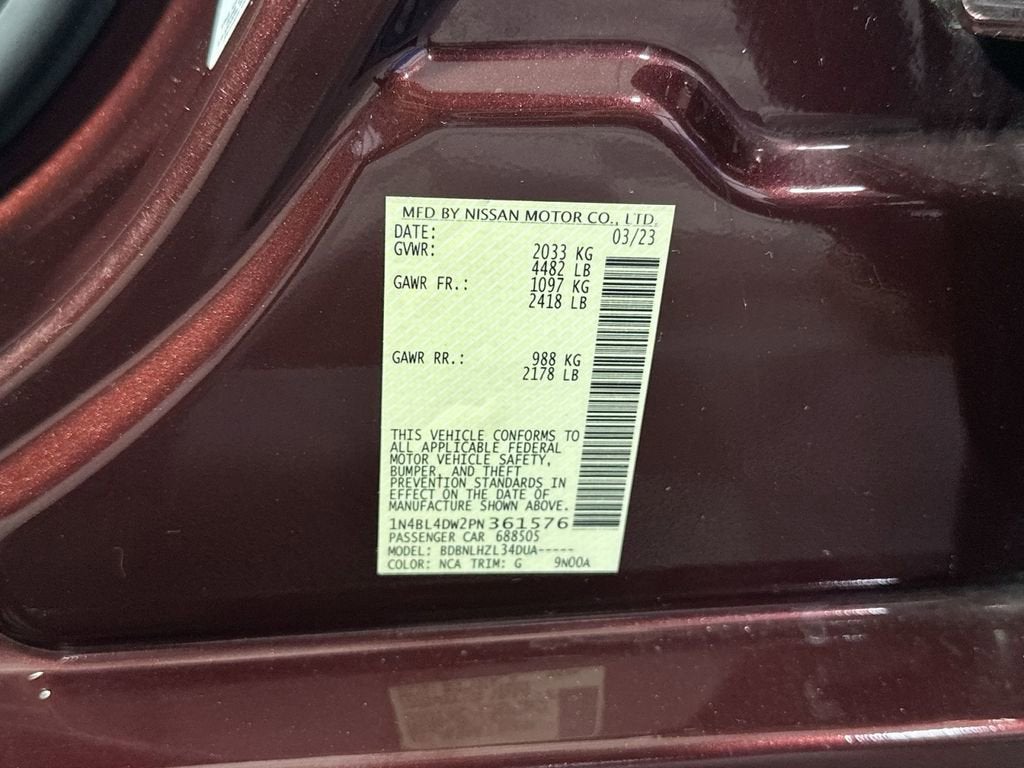 MFD BY NISSAN MOTOR CO., LTD.
DATE: 03/23
GVWR: 2033 KG
4482 LB
GAWR FR.: 1097 KG
2418 LB
GAWR RR.: 988 KG
2178 LB
THIS VEHICLE CONFORMS TO
ALL APPLICABLE FEDERAL
MOTOR VEHICLE SAFETY,
BUMPER, AND THEFT
PREVENTION STANDARDS IN
EFFECT ON THE DATE OF
MANUFACTURE SHOWN ABOVE.
1N4BL4DW2PN361576
PASSENGER CAR 688505
MODEL: BDBNLHZL34DUA-----
COLOR: NCA TRIM: G 9N00A